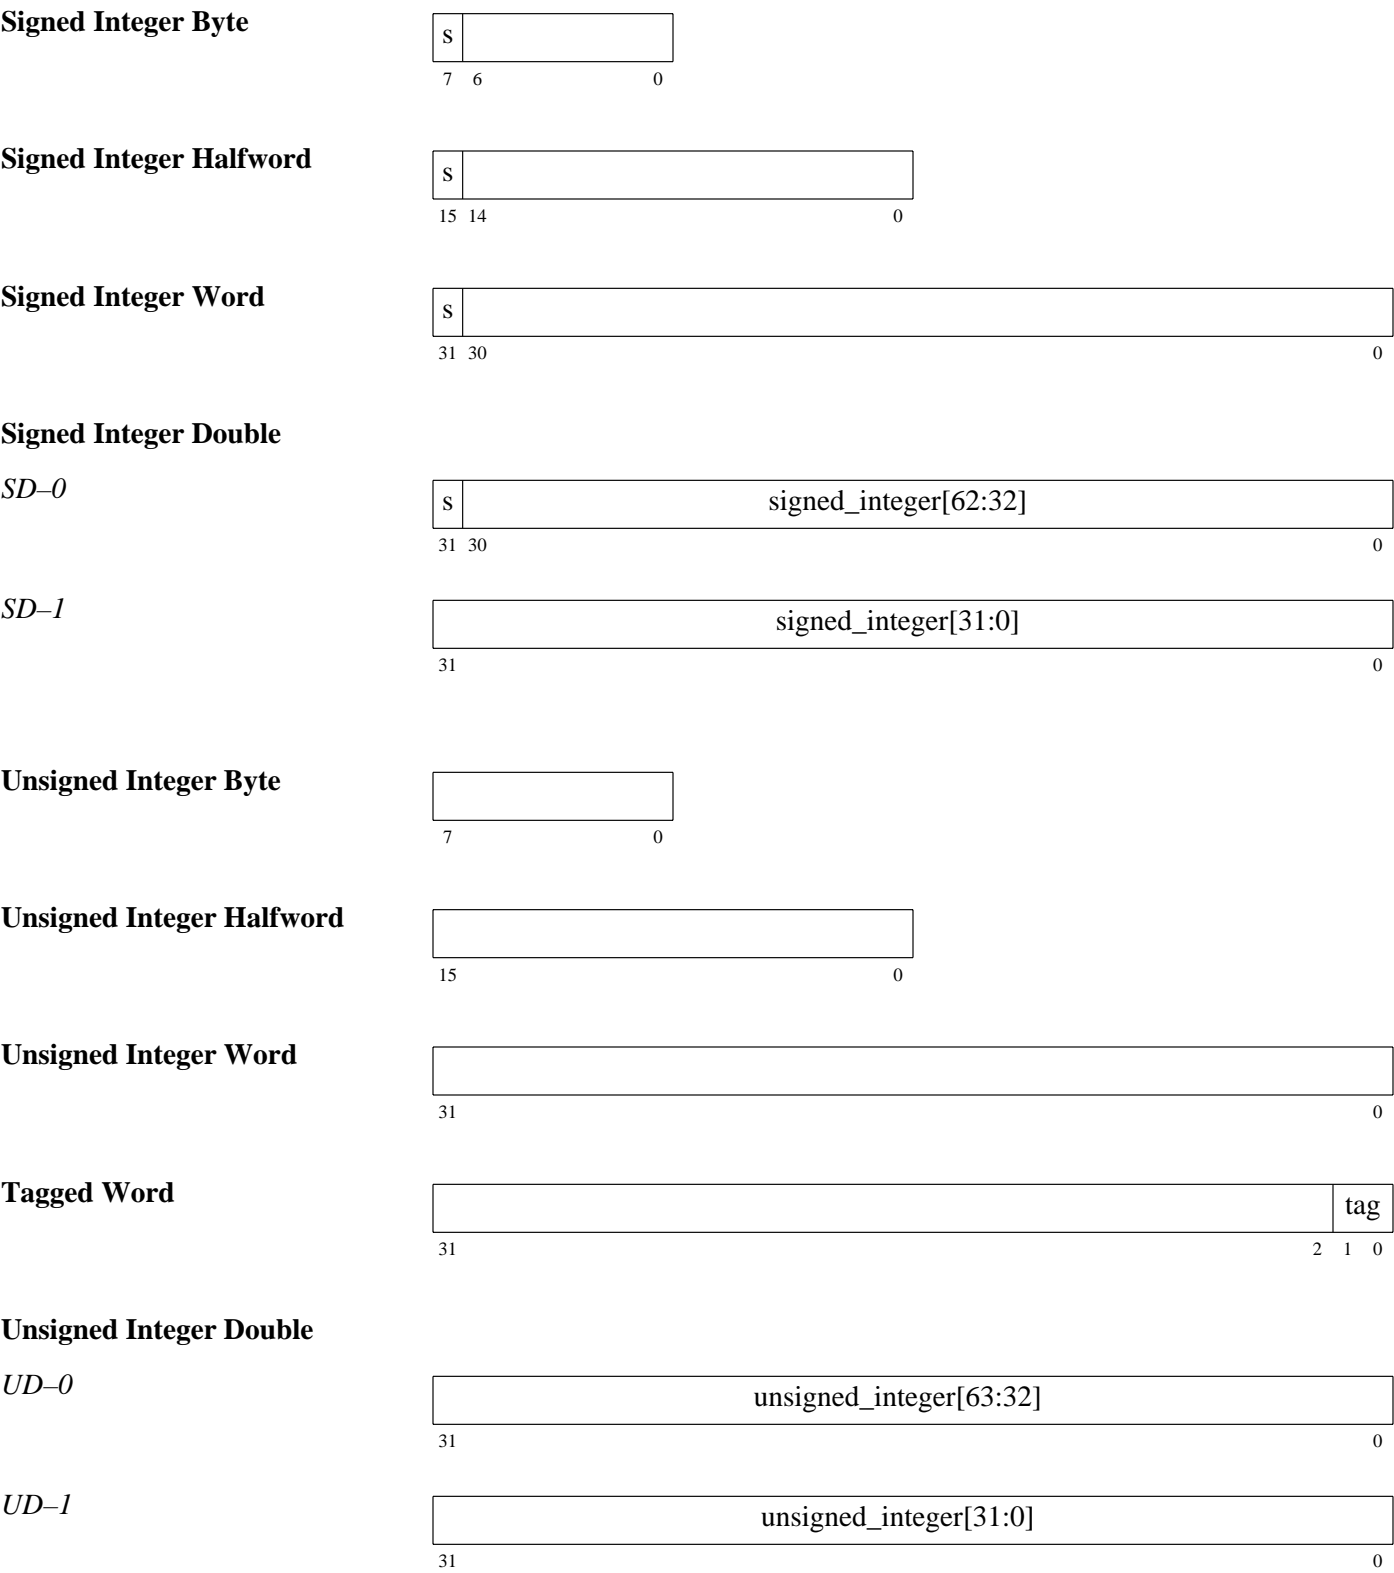 Signed Integer Byte
s
7 6 0
Signed Integer Halfword
s
15 14 0
Signed Integer Word
s
31 30 0
Signed Integer Double
SD–0
s signed_integer[62:32]
31 30 0
SD–1
signed_integer[31:0]
31 0
Unsigned Integer Byte
7 0
Unsigned Integer Halfword
15 0
Unsigned Integer Word
31 0
Tagged Word
tag
31 2 1 0
Unsigned Integer Double
UD–0
unsigned_integer[63:32]
31 0
UD–1
unsigned_integer[31:0]
31 0